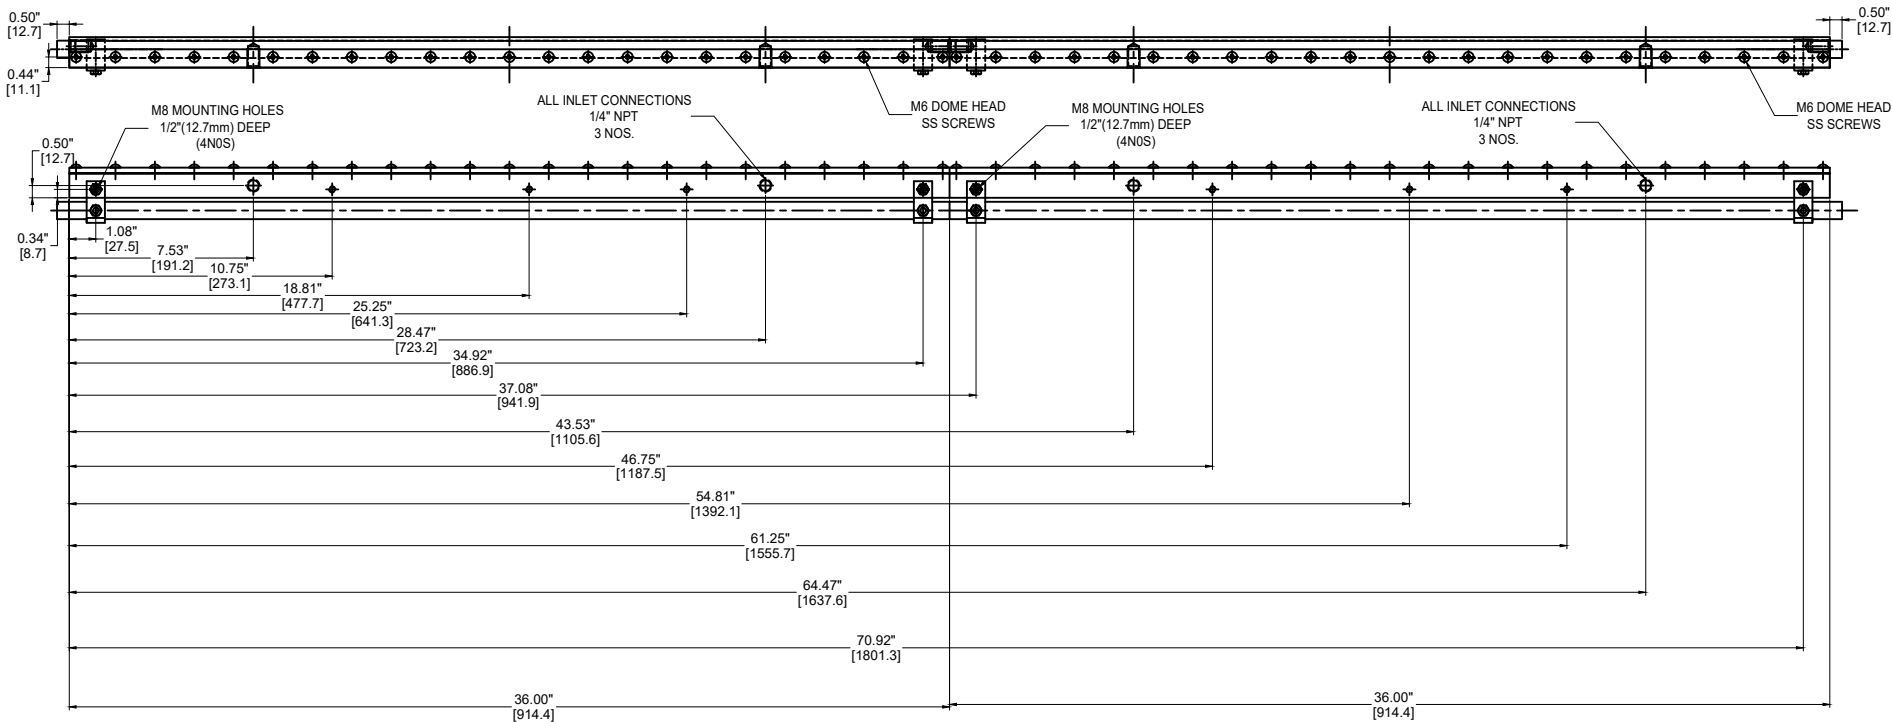 0.50"
[12.7]
0.50"
[12.7]
0.44"
[11.1]
M8 MOUNTING HOLES
1/2"(12.7mm) DEEP
(4N0S)
ALL INLET CONNECTIONS
1/4" NPT
3 NOS.
M6 DOME HEAD
SS SCREWS
M8 MOUNTING HOLES
1/2"(12.7mm) DEEP
(4N0S)
ALL INLET CONNECTIONS
1/4" NPT
3 NOS.
M6 DOME HEAD
SS SCREWS
0.50"
[12.7]
0.34"
[8.7]
1.08"
[27.5]
7.53"
[191.2]
10.75"
[273.1]
18.81"
[477.7]
25.25"
[641.3]
28.47"
[723.2]
34.92"
[886.9]
37.08"
[941.9]
43.53"
[1105.6]
46.75"
[1187.5]
54.81"
[1392.1]
61.25"
[1555.7]
64.47"
[1637.6]
70.92"
[1801.3]
36.00"
[914.4]
36.00"
[914.4]